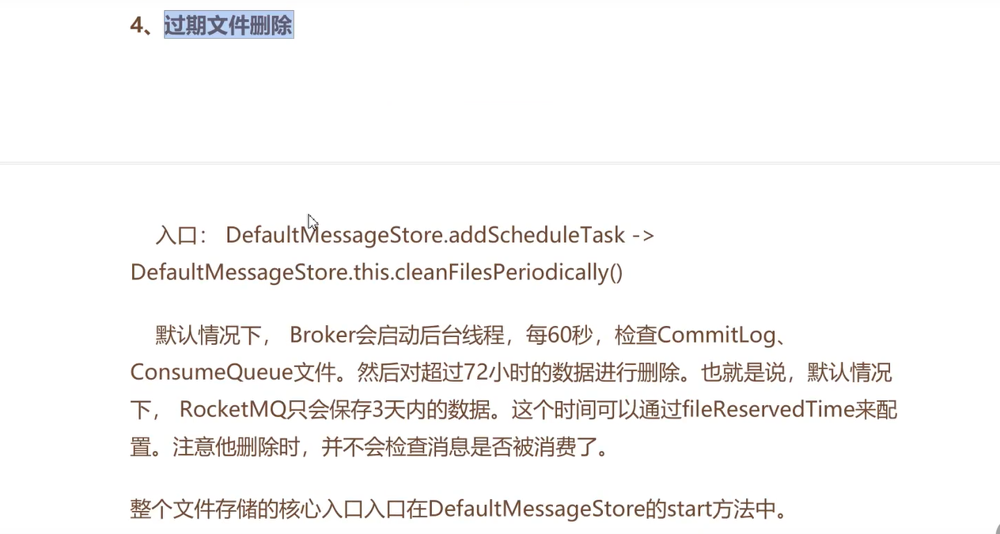 4、过期文件删除
入口： DefaultMessageStore.addScheduleTask ->
DefaultMessageStore.this.cleanFilesPeriodically()
默认情况下， Broker会启动后台线程，每60秒，检查CommitLog、
ConsumeQueue文件。然后对超过72小时的数据进行删除。也就是说，默认情况
下， RocketMQ只会保存3天内的数据。这个时间可以通过fileReservedTime来配
置。注意他删除时，并不会检查消息是否被消费了。
整个文件存储的核心入口入口在DefaultMessageStore的start方法中。